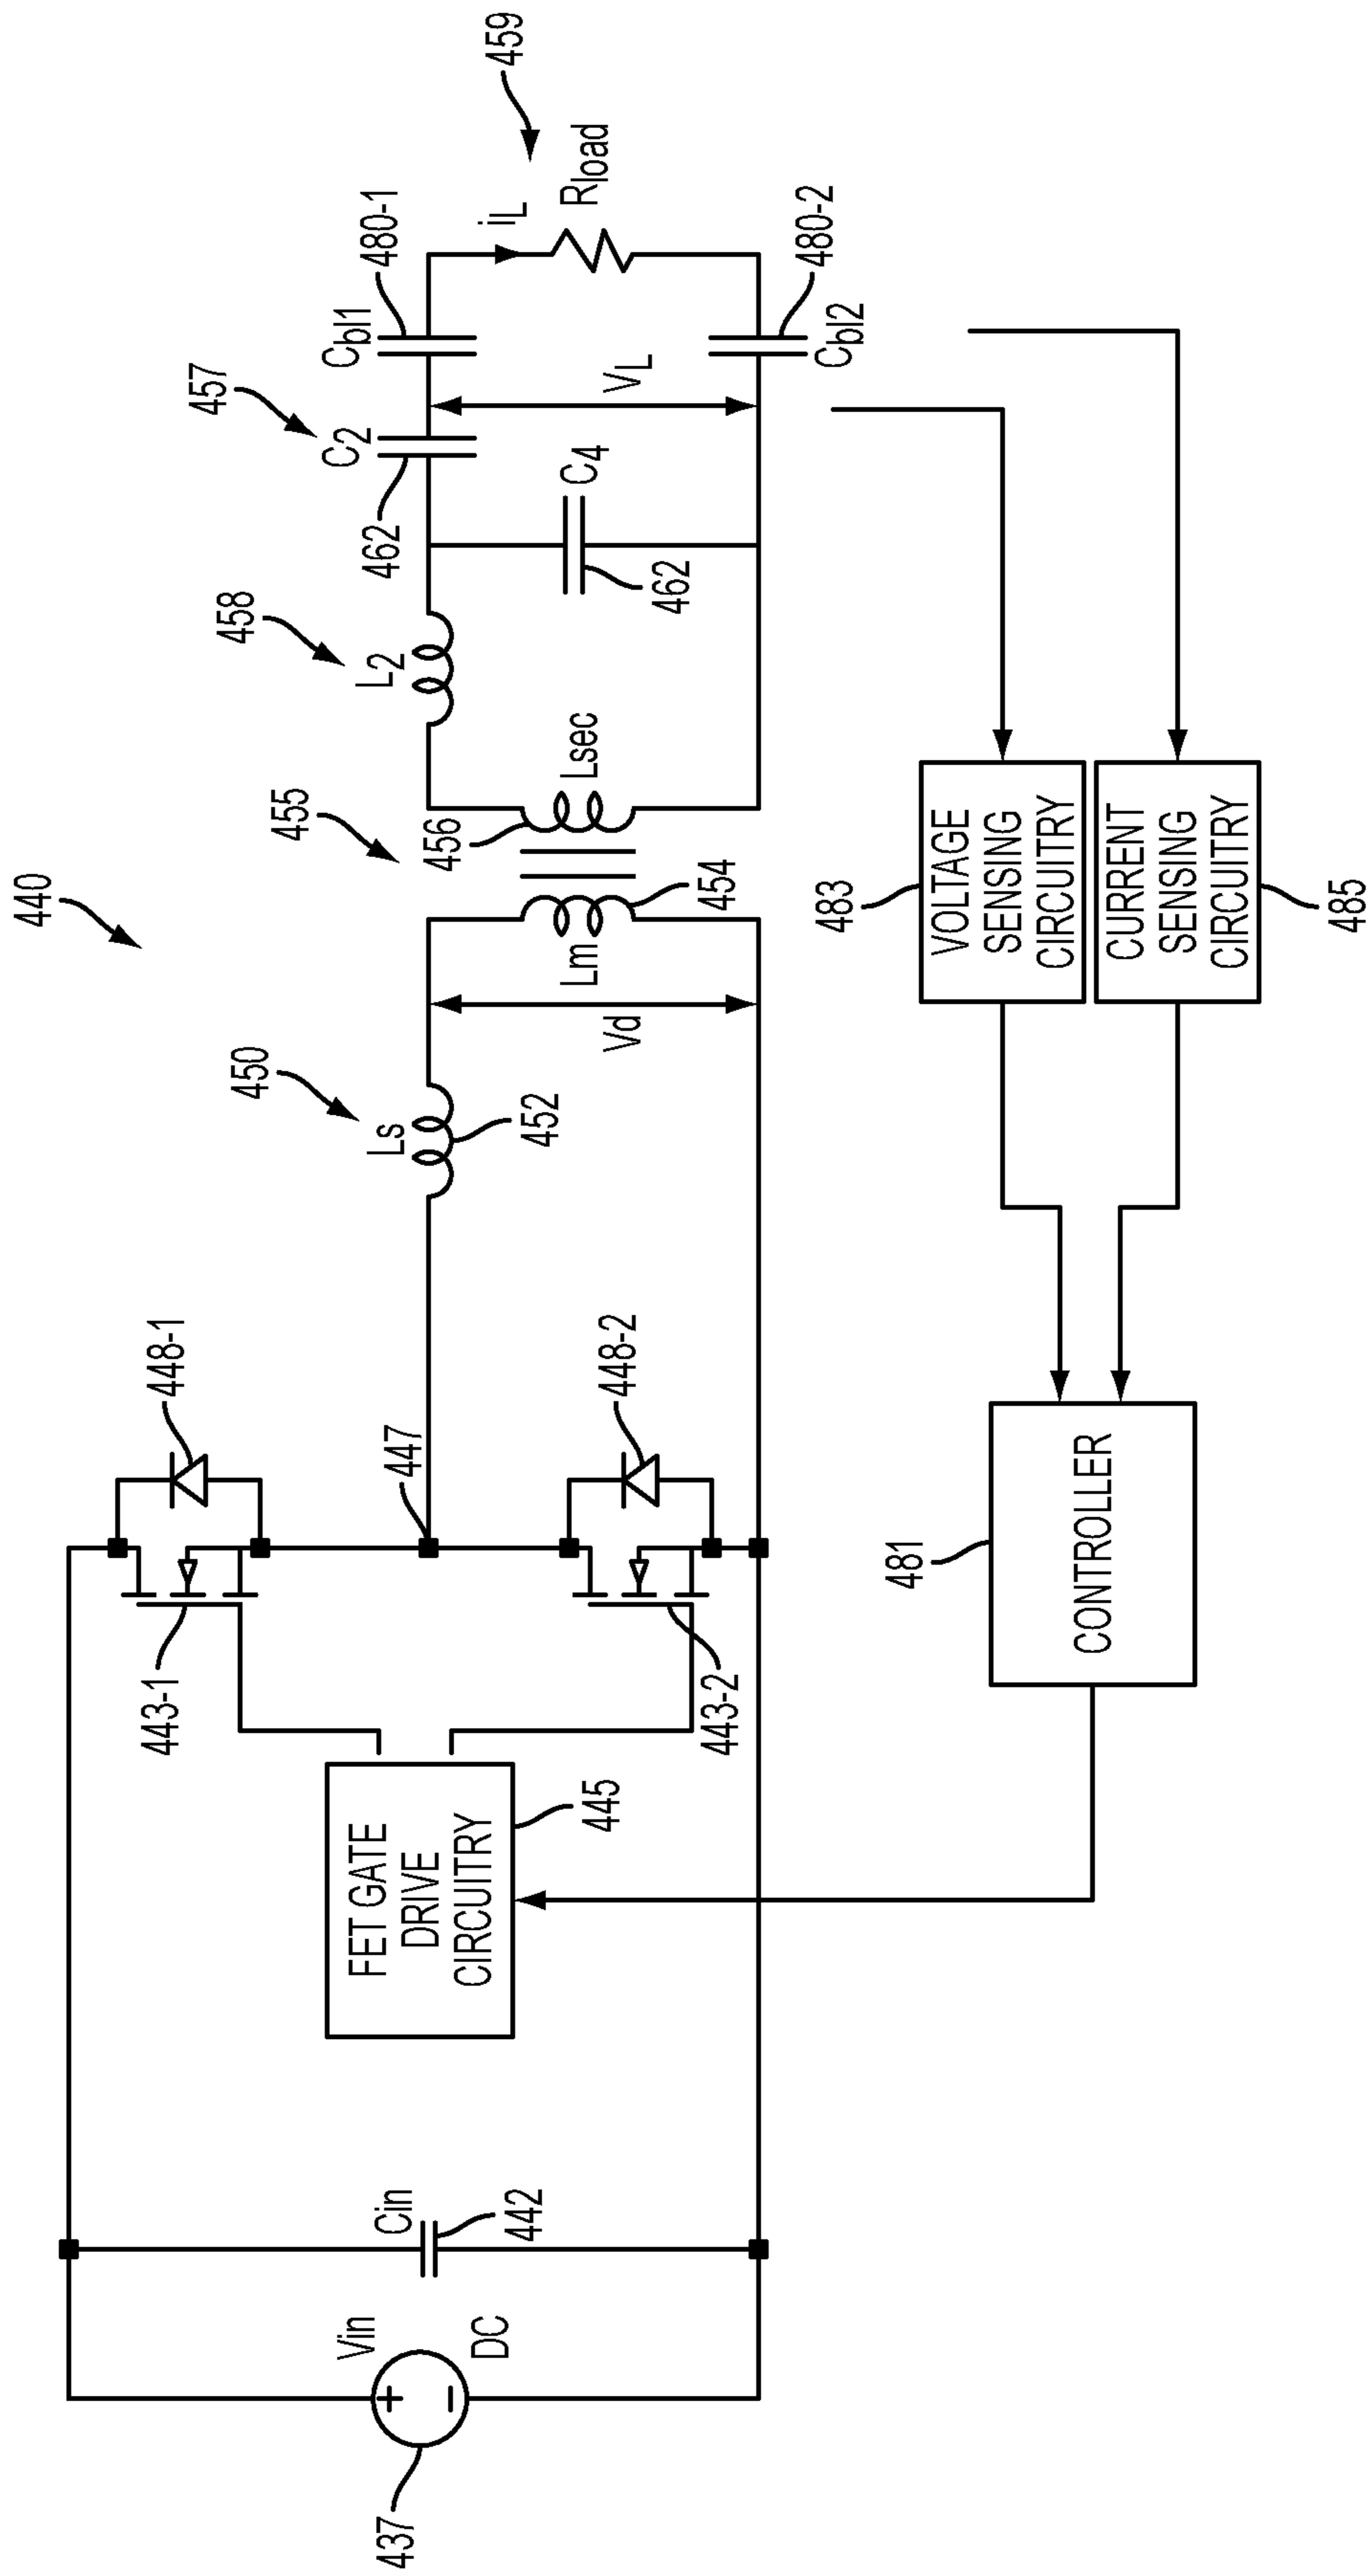 440
437
Vin
+
−
DC
Cin
442
FET GATE
DRIVE
CIRCUITRY
445
443-1
448-1
447
443-2
448-2
450
Ls
452
Vd
455
Lm
454
456
Lsec
458
L2
457
C2
462
C4
462
VL
Cbl1
480-1
iL
Rload
459
Cbl2
480-2
481
CONTROLLER
483
VOLTAGE
SENSING
CIRCUITRY
CURRENT
SENSING
CIRCUITRY
485